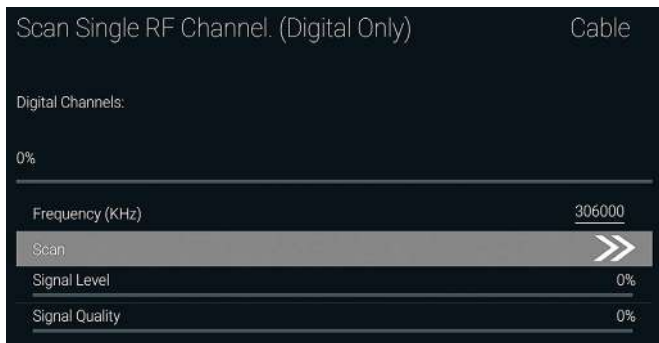 Scan Single RF Channel. (Digital Only) Cable
Digital Channels:
0%
Frequency (KHz) 306000
Scan
Signal Level 0%
Signal Quality 0%